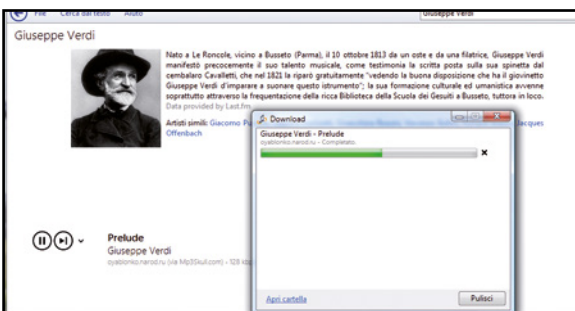 File Cerca dal testo Aiuto
Giuseppe Verdi
Giuseppe Verdi
Nato a Le Roncole, vicino a Busseto (Parma), il 10 ottobre 1813 da un oste e da una filatrice, Giuseppe Verdi
manifestò precocemente il suo talento musicale, come testimonia la scritta posta sulla sua spinetta dal
cembalaro Cavalletti, che nel 1821 la riparò gratuitamente "vedendo la buona disposizione che ha il giovinetto
Giuseppe Verdi d'imparare a suonare questo istrumento"; la sua formazione culturale ed umanistica avvenne
soprattutto attraverso la frequentazione della ricca Biblioteca della Scuola dei Gesuiti a Busseto, tuttora in loco.
Data provided by Last.fm
Artisti simili: Giacomo Jacques
Offenbach
Download
Giuseppe Verdi - Prelude
oyablonko.narod.ru - Completato
Prelude
Giuseppe Verdi
oyablonko.narod.ru (via Mp3Skul.com) - 128
Apri cartella
Pulisci